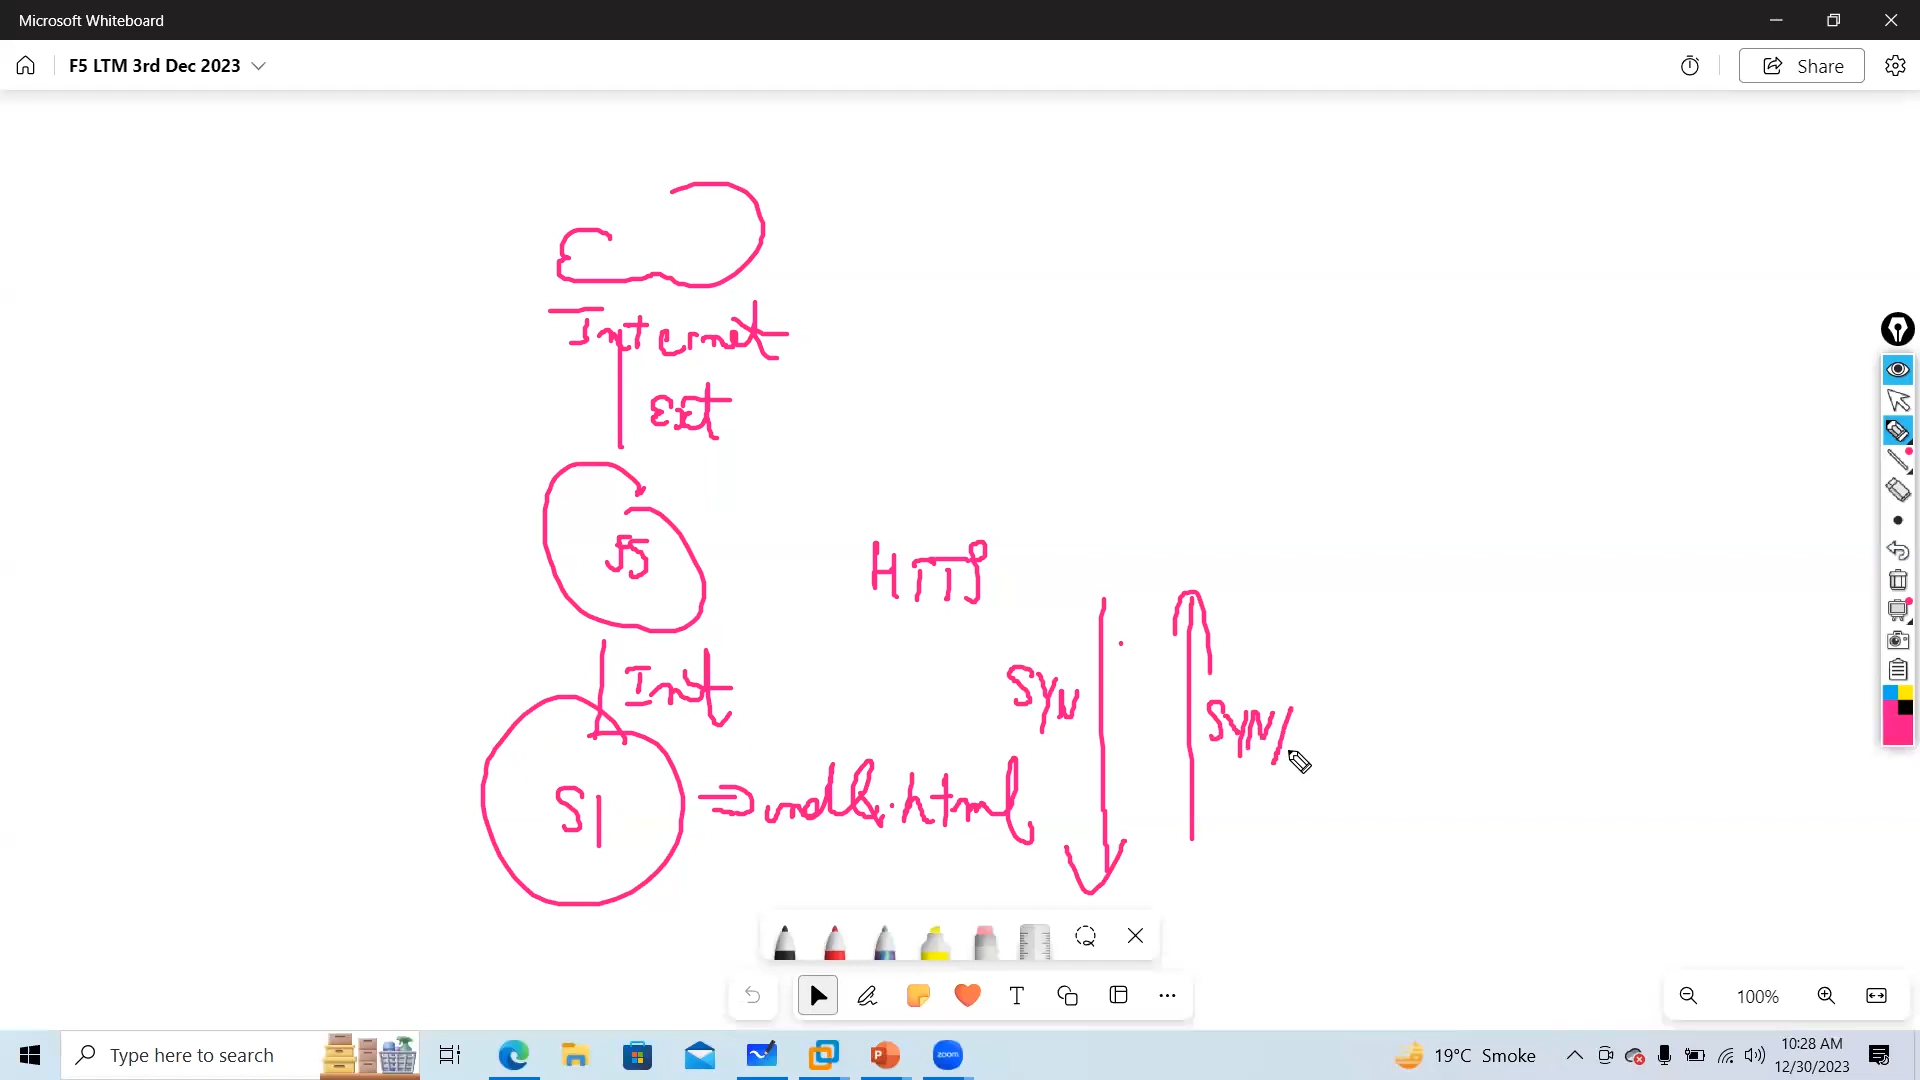 Microsoft Whiteboard
F5 LTM 3rd Dec 2023
Share
Internet
Ext
F5
HTTP
Int
SYN
SYN/
S1
index.html
T
100%
Type here to search
zoom
19°C Smoke
10:28 AM
12/30/2023